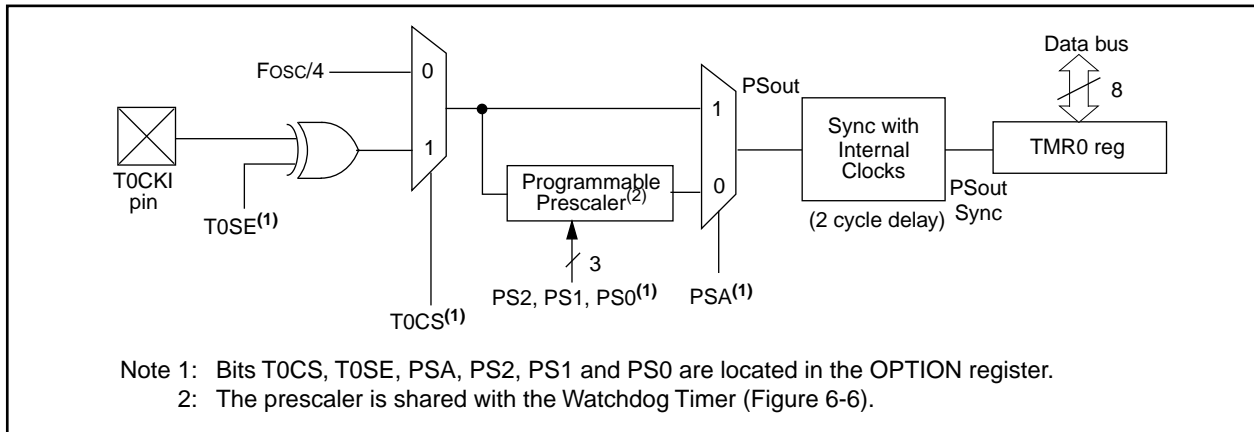 Data bus
FOSC/4
0
PSout
8
1
Sync with
Internal
Clocks
TMR0 reg
1
T0CKI
pin
Programmable
Prescaler(2)
0
PSout
Sync
T0SE(1)
(2 cycle delay)
3
PS2, PS1, PS0(1)
PSA(1)
T0CS(1)
Note 1: Bits T0CS, T0SE, PSA, PS2, PS1 and PS0 are located in the OPTION register.
2: The prescaler is shared with the Watchdog Timer (Figure 6-6).